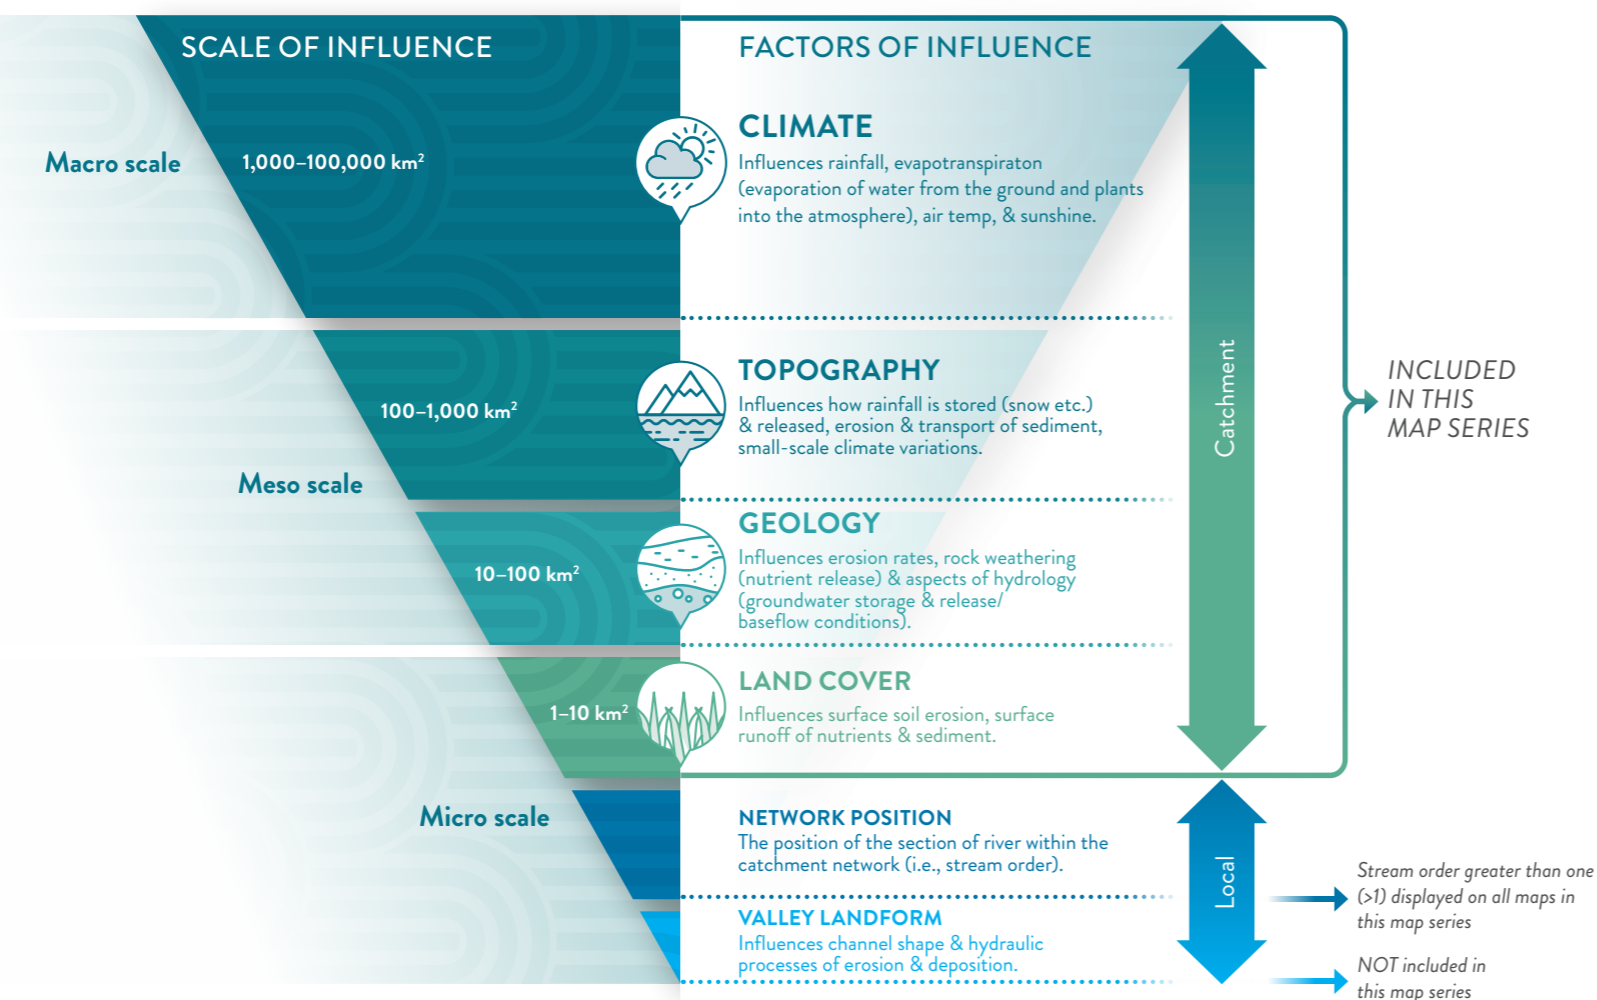 SCALE OF INFLUENCE
FACTORS OF INFLUENCE
Macro scale
1,000–100,000 km²
CLIMATE
Influences rainfall, evapotranspiraton
(evaporation of water from the ground and plants
into the atmosphere), air temp, & sunshine.
Meso scale
100–1,000 km²
TOPOGRAPHY
Influences how rainfall is stored (snow etc.)
& released, erosion & transport of sediment,
small-scale climate variations.
10–100 km²
GEOLOGY
Influences erosion rates, rock weathering
(nutrient release) & aspects of hydrology
(groundwater storage & release/
baseflow conditions).
1–10 km²
LAND COVER
Influences surface soil erosion, surface
runoff of nutrients & sediment.
Catchment
INCLUDED
IN THIS
MAP SERIES
Micro scale
NETWORK POSITION
The position of the section of river within the
catchment network (i.e., stream order).
VALLEY LANDFORM
Influences channel shape & hydraulic
processes of erosion & deposition.
Local
Stream order greater than one
(>1) displayed on all maps in
this map series
NOT included in
this map series